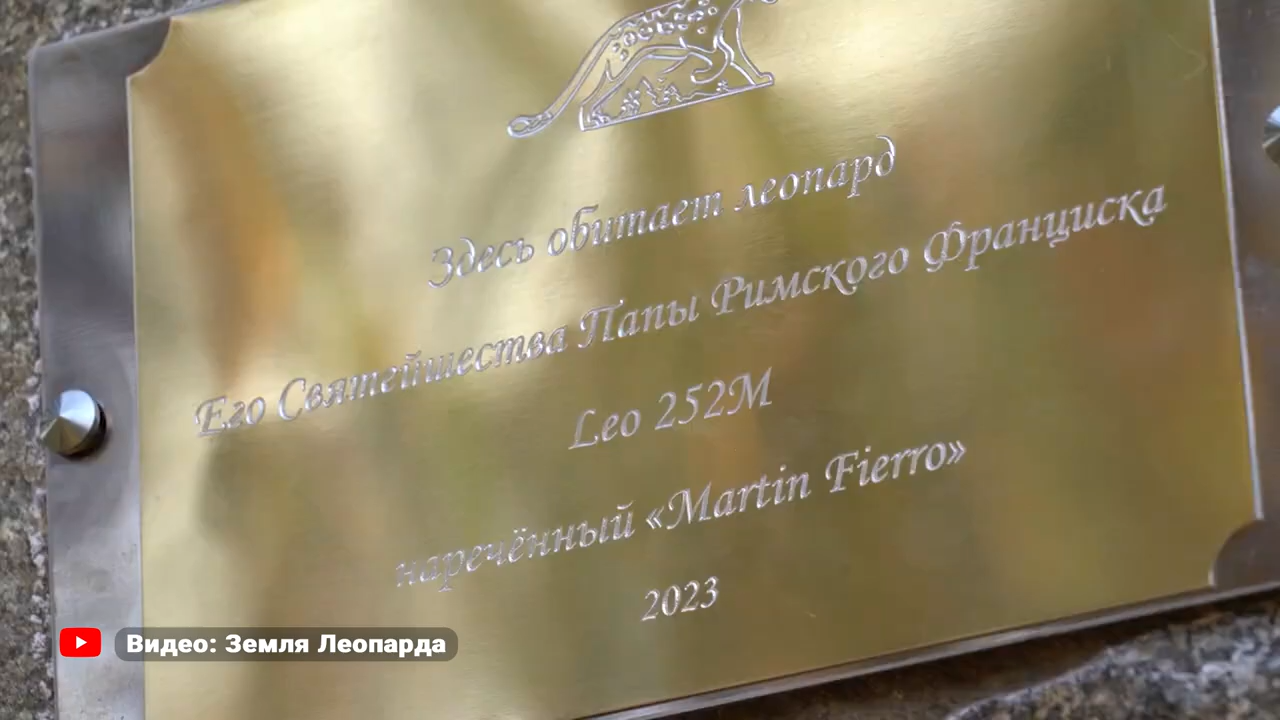 Здесь обитает леопард
Его Святейшества Папы Римского Франциска
Leo 252M
наречённый «Martin Fierro»
2023
Видео: Земля Леопарда